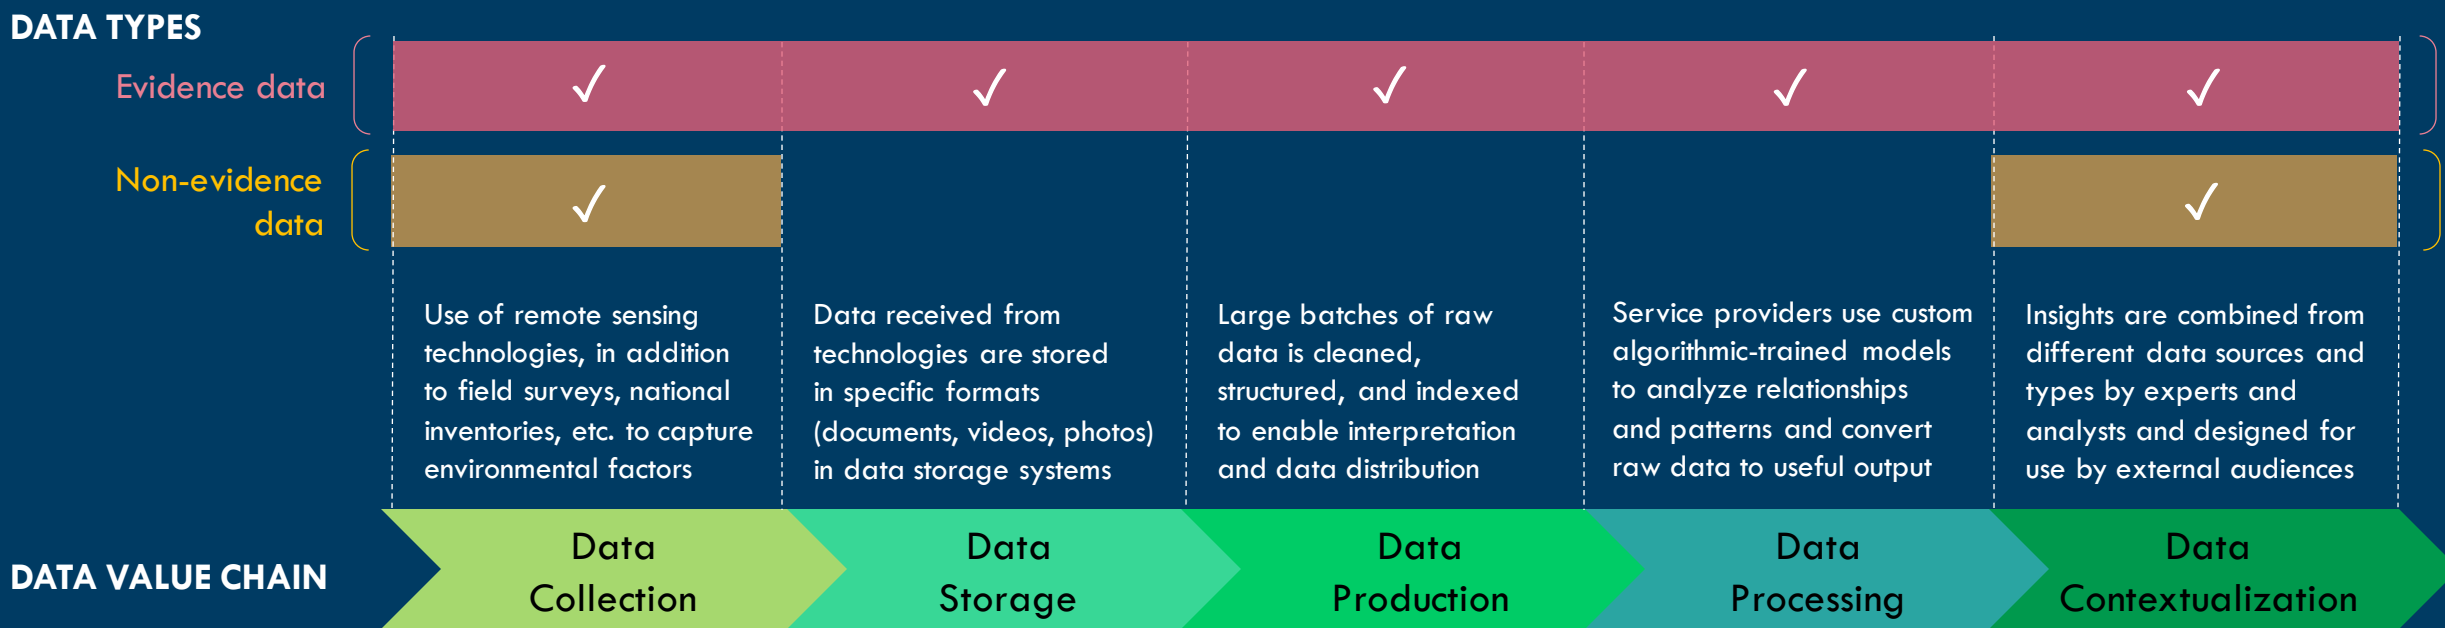 DATA TYPES
Evidence data
✓ ✓ ✓ ✓ ✓
Non-evidence
data
✓ ✓
Use of remote sensing
technologies, in addition
to field surveys, national
inventories, etc. to capture
environmental factors
Data received from
technologies are stored
in specific formats
(documents, videos, photos)
in data storage systems
Large batches of raw
data is cleaned,
structured, and indexed
to enable interpretation
and data distribution
Service providers use custom
algorithmic-trained models
to analyze relationships
and patterns and convert
raw data to useful output
Insights are combined from
different data sources and
types by experts and
analysts and designed for
use by external audiences
DATA VALUE CHAIN
Data
Collection
Data
Storage
Data
Production
Data
Processing
Data
Contextualization